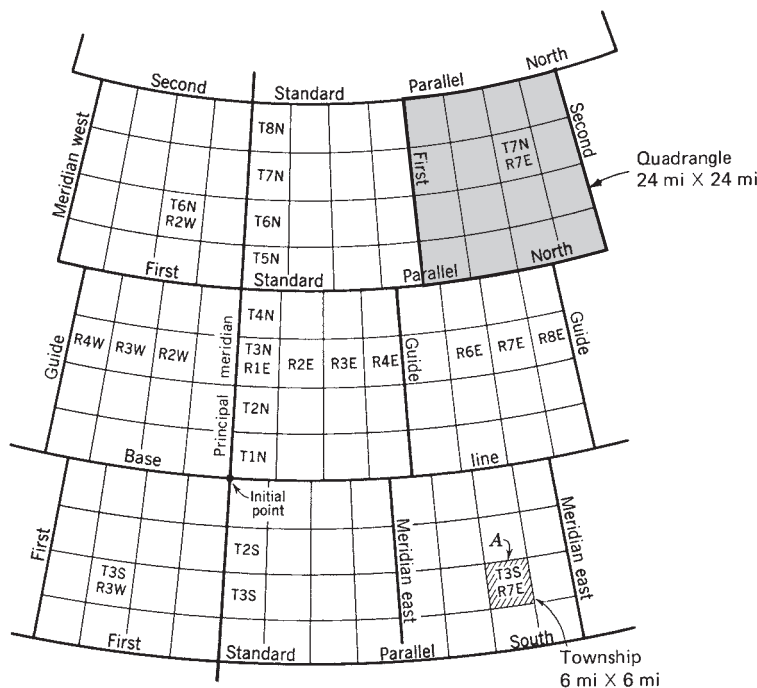 North
Second
Standard
Parallel
Meridian west
T8N
First
T7N
R7E
Second
T7N
Quadrangle
24 mi X 24 mi
T6N
R2W
T6N
T5N
First
Standard
Parallel
North
Guide
R4W
R3W
R2W
Principal meridian
T4N
T3N
R1E
R2E
R3E
R4E
Guide
R6E
R7E
R8E
Guide
T2N
T1N
Base
line
Initial
point
First
Meridian east
Meridian east
T2S
A
T3S
R3W
T3S
T3S
R7E
First
Standard
Parallel
South
Township
6 mi X 6 mi